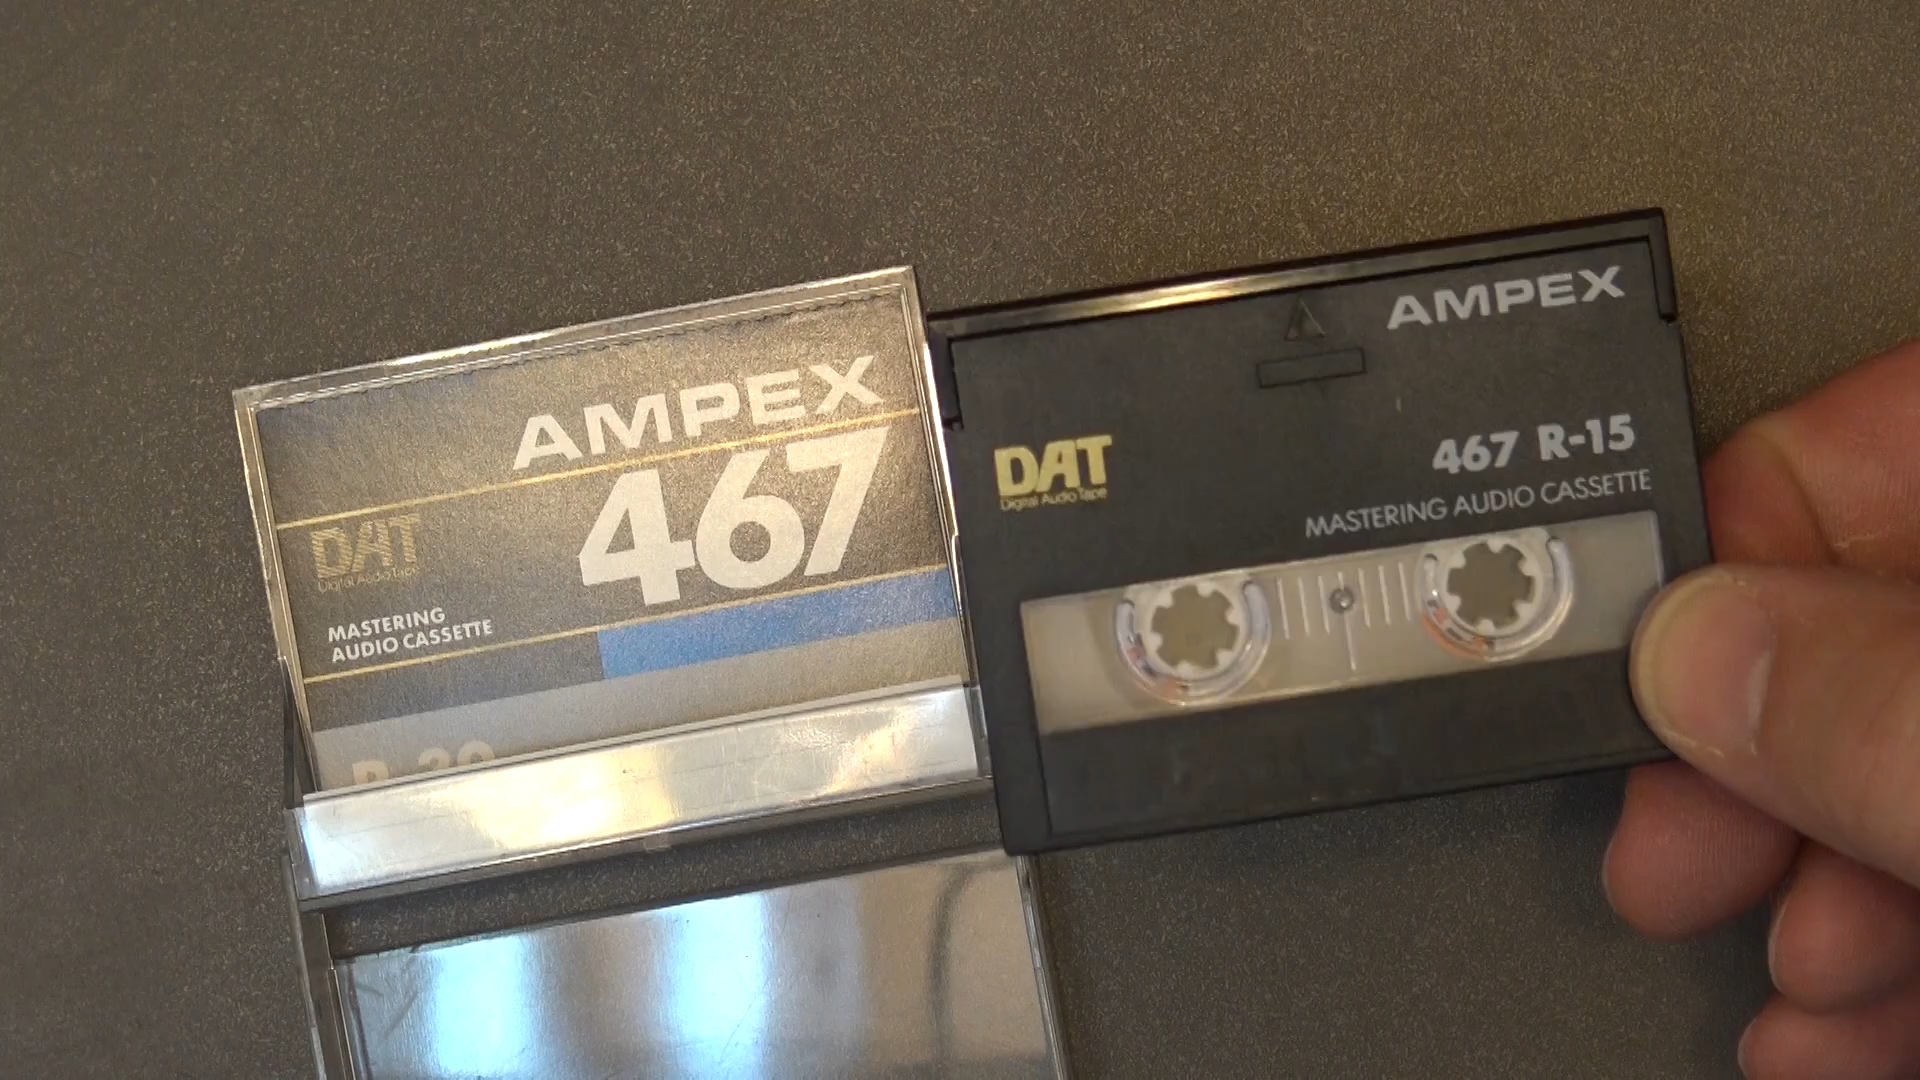 AMPEX
467
DAT
Digital Audio Tape
MASTERING
AUDIO CASSETTE
R-30
AMPEX
467 R-15
DAT
Digital Audio Tape
MASTERING AUDIO CASSETTE